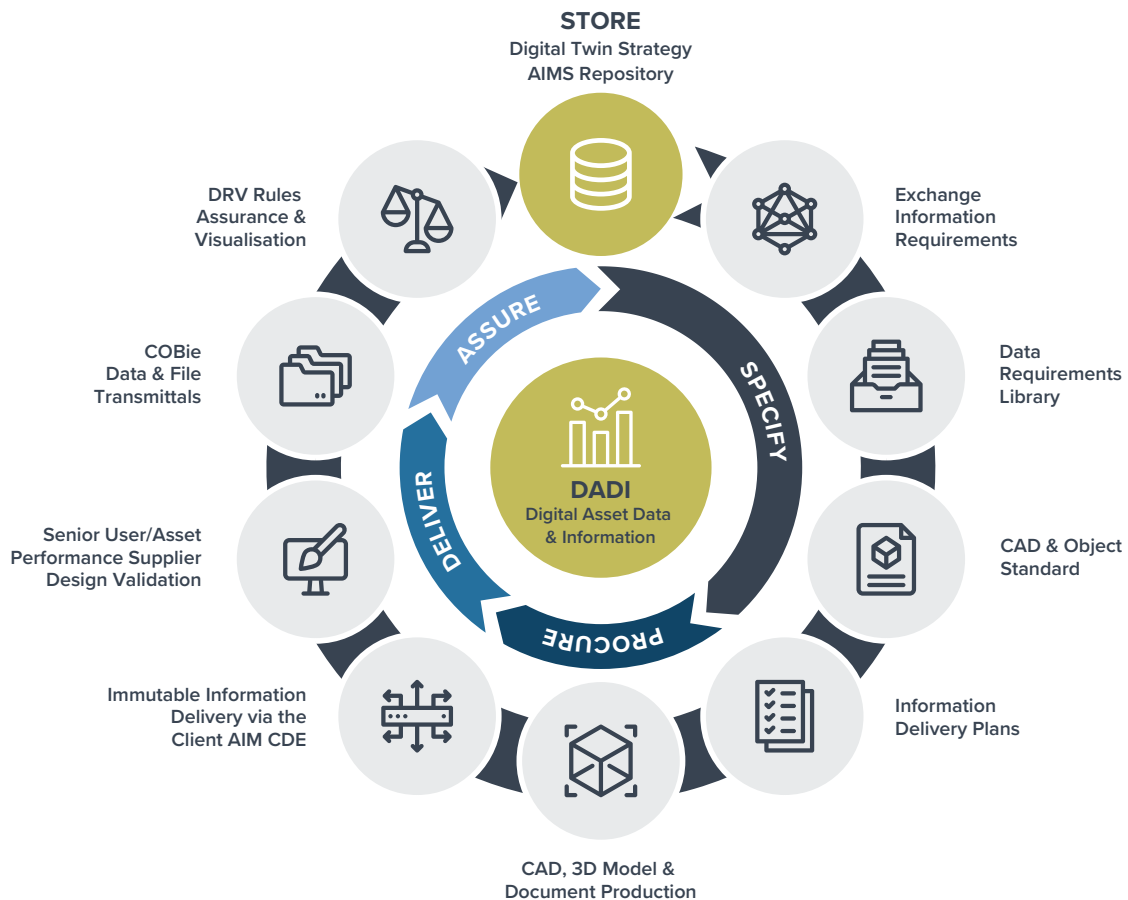 STORE
Digital Twin Strategy
AIMS Repository
Exchange
Information
Requirements
Data
Requirements
Library
CAD & Object
Standard
Information
Delivery Plans
CAD, 3D Model &
Document Production
Immutable Information
Delivery via the
Client AIM CDE
Senior User/Asset
Performance Supplier
Design Validation
COBie
Data & File
Transmittals
DRV Rules
Assurance &
Visualisation
SPECIFY
PROCURE
DELIVER
ASSURE
DADI
Digital Asset Data
& Information